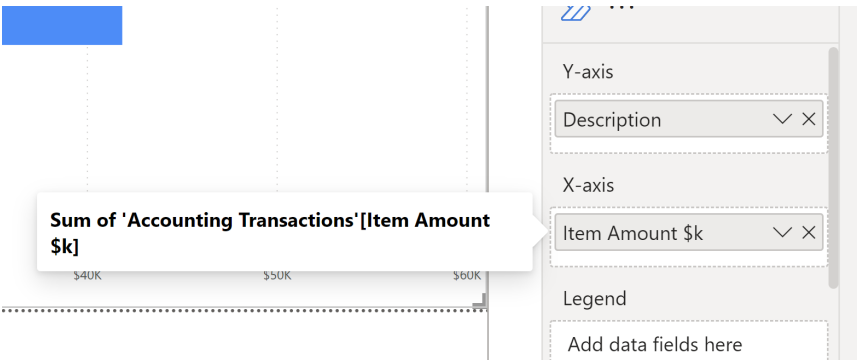 Y-axis
Description
X-axis
Sum of 'Accounting Transactions'[Item Amount
$k]
Item Amount $k
$40K
$50K
$60K
Legend
Add data fields here